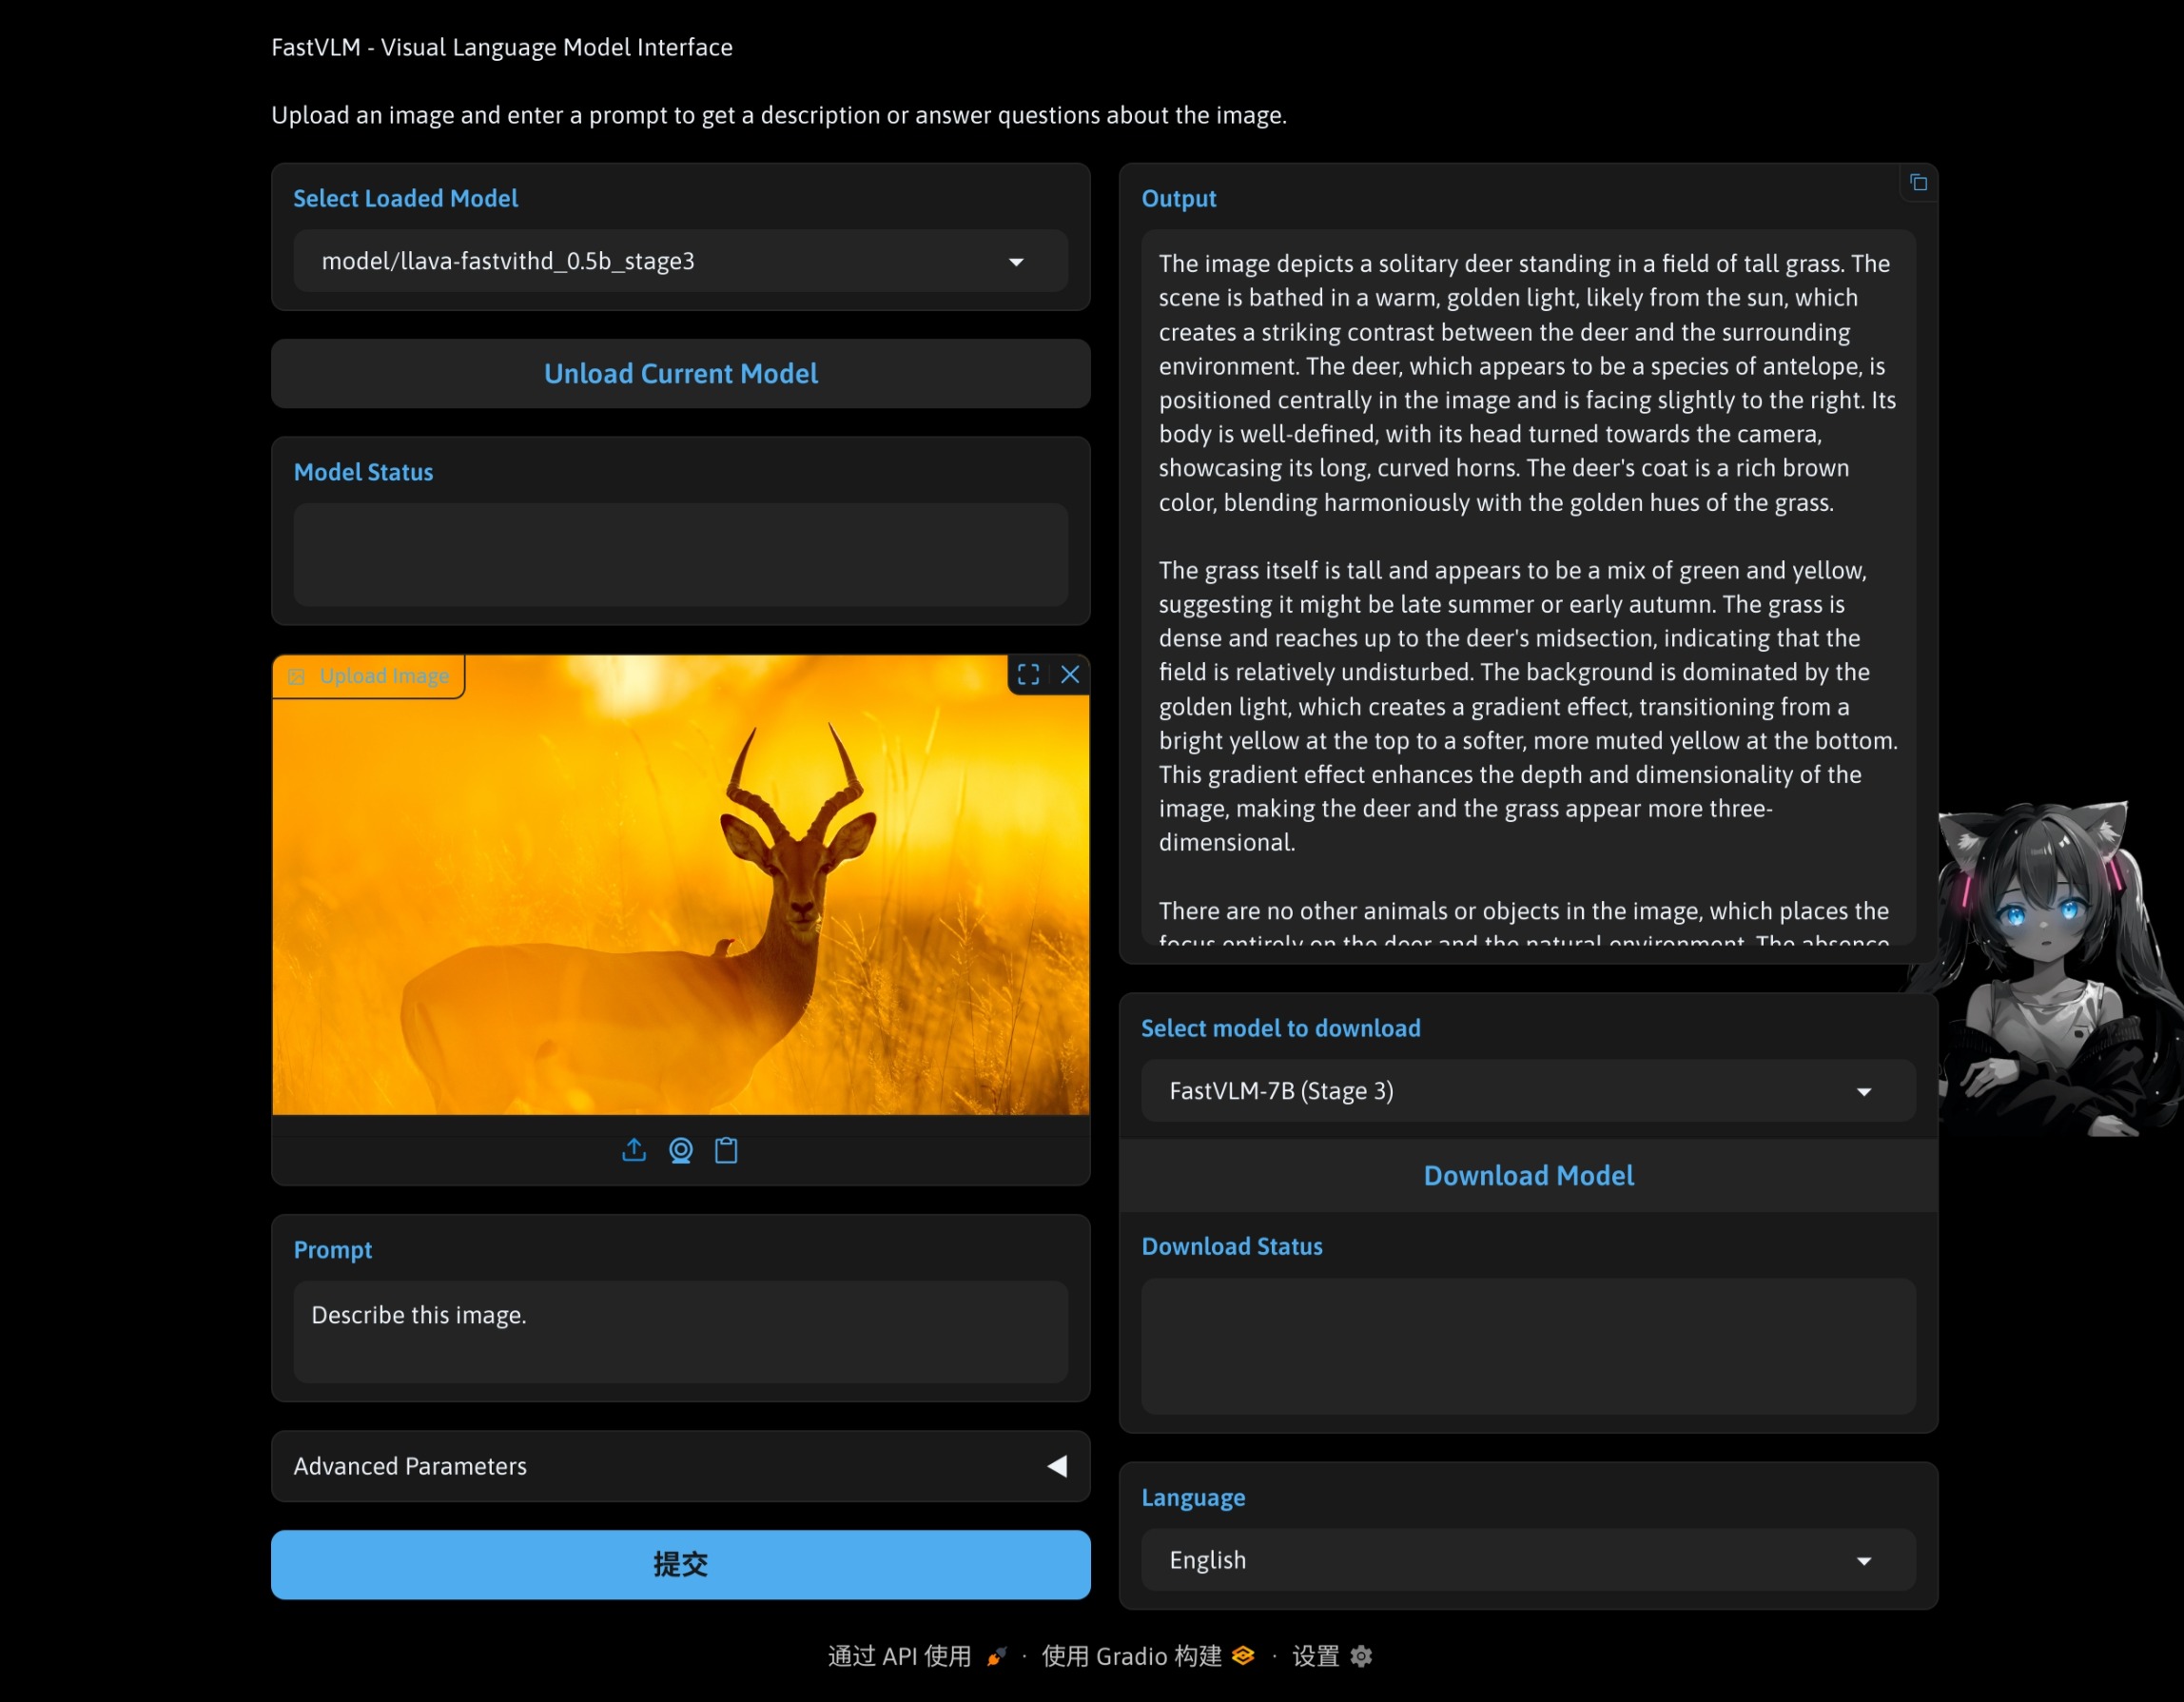 FastVLM - Visual Language Model Interface
Upload an image and enter a prompt to get a description or answer questions about the image.
Select Loaded Model
model/llava-fastvithd_0.5b_stage3
Unload Current Model
Model Status
Upload Image
Prompt
Describe this image.
Advanced Parameters
提交
Output
The image depicts a solitary deer standing in a field of tall grass. The
scene is bathed in a warm, golden light, likely from the sun, which
creates a striking contrast between the deer and the surrounding
environment. The deer, which appears to be a species of antelope, is
positioned centrally in the image and is facing slightly to the right. Its
body is well-defined, with its head turned towards the camera,
showcasing its long, curved horns. The deer's coat is a rich brown
color, blending harmoniously with the golden hues of the grass.
The grass itself is tall and appears to be a mix of green and yellow,
suggesting it might be late summer or early autumn. The grass is
dense and reaches up to the deer's midsection, indicating that the
field is relatively undisturbed. The background is dominated by the
golden light, which creates a gradient effect, transitioning from a
bright yellow at the top to a softer, more muted yellow at the bottom.
This gradient effect enhances the depth and dimensionality of the
image, making the deer and the grass appear more three-
dimensional.
There are no other animals or objects in the image, which places the
focus entirely on the deer and the natural environment. The absence
Select model to download
FastVLM-7B (Stage 3)
Download Model
Download Status
Language
English
通过 API 使用 · 使用 Gradio 构建 · 设置